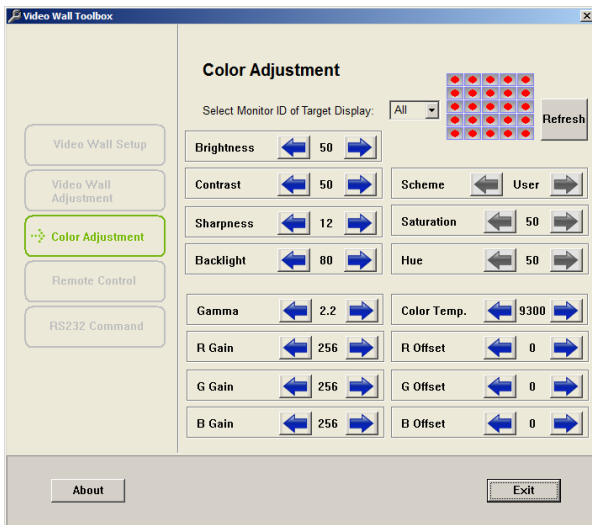 Video Wall Toolbox
Color Adjustment
Select Monitor ID of Target Display: All
Refresh
Video Wall Setup
Video Wall
Adjustment
Color Adjustment
Remote Control
RS232 Command
Brightness 50
Contrast 50
Scheme User
Sharpness 12
Saturation 50
Backlight 80
Hue 50
Gamma 2.2
Color Temp. 9300
R Gain 256
R Offset 0
G Gain 256
G Offset 0
B Gain 256
B Offset 0
About
Exit